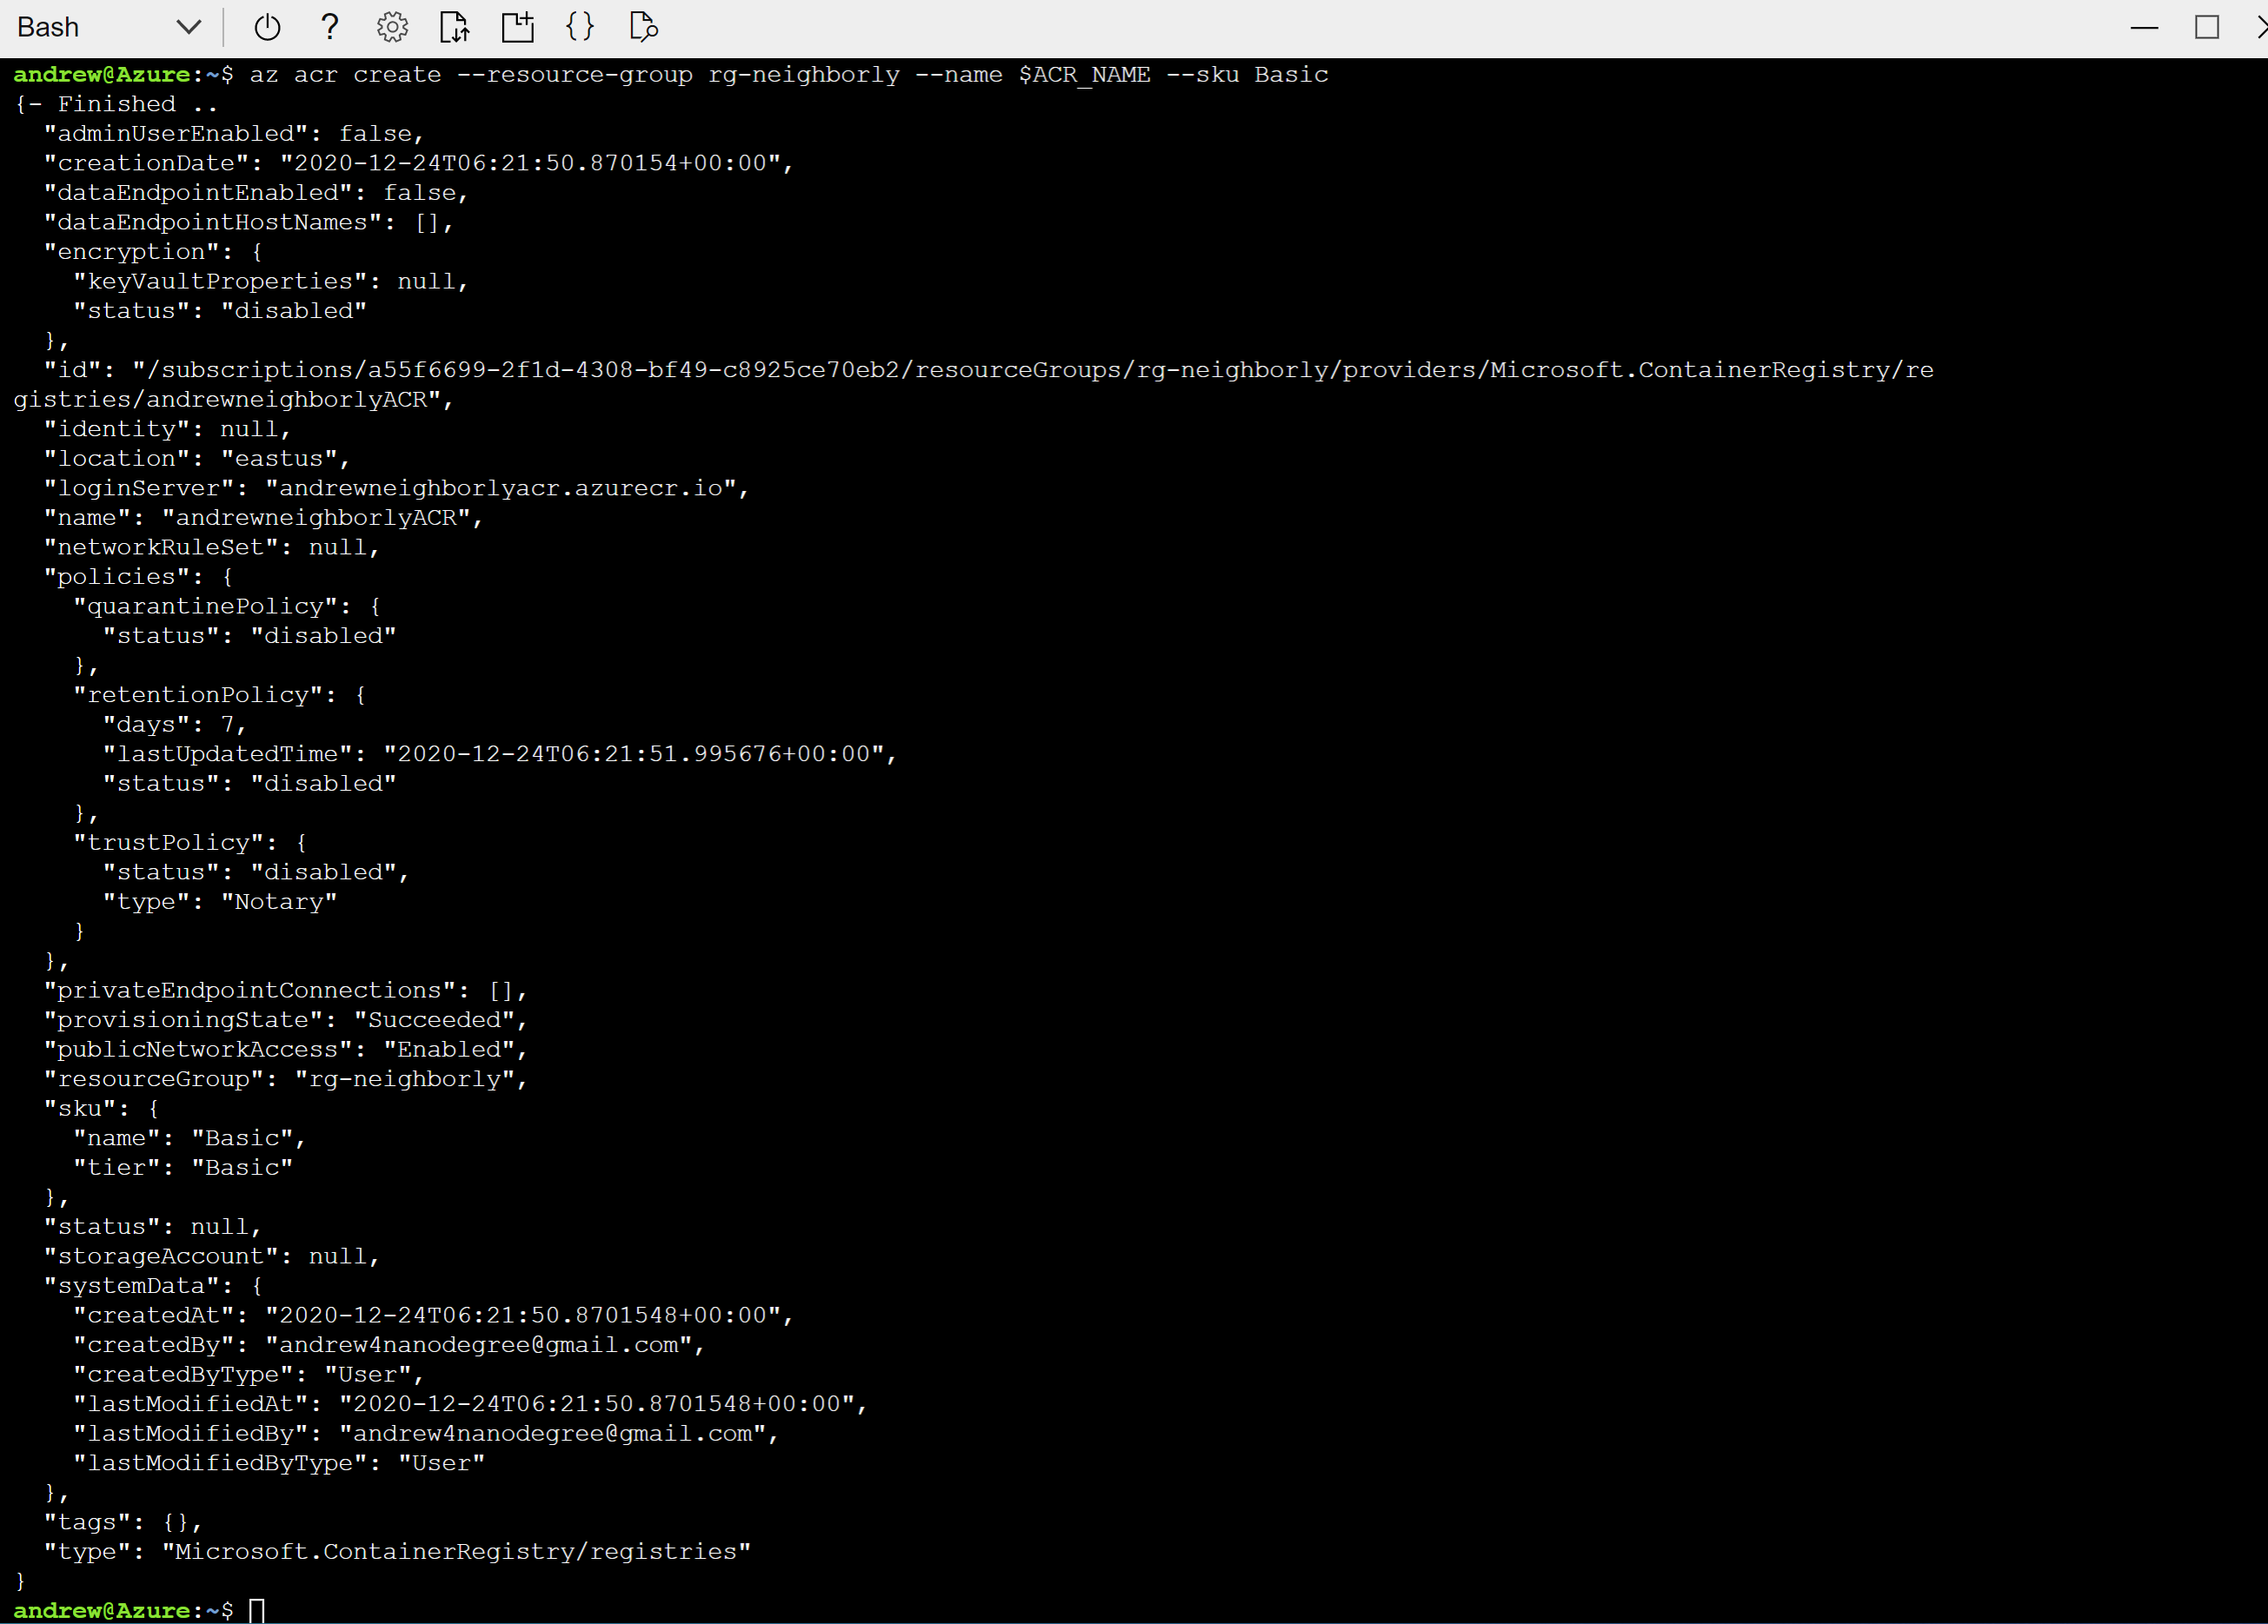 Bash
andrew@Azure:~$ az acr create --resource-group rg-neighborly --name $ACR_NAME --sku Basic
{- Finished ..
  "adminUserEnabled": false,
  "creationDate": "2020-12-24T06:21:50.870154+00:00",
  "dataEndpointEnabled": false,
  "dataEndpointHostNames": [],
  "encryption": {
    "keyVaultProperties": null,
    "status": "disabled"
  },
  "id": "/subscriptions/a55f6699-2f1d-4308-bf49-c8925ce70eb2/resourceGroups/rg-neighborly/providers/Microsoft.ContainerRegistry/re
gistries/andrewneighborlyACR",
  "identity": null,
  "location": "eastus",
  "loginServer": "andrewneighborlyacr.azurecr.io",
  "name": "andrewneighborlyACR",
  "networkRuleSet": null,
  "policies": {
    "quarantinePolicy": {
      "status": "disabled"
    },
    "retentionPolicy": {
      "days": 7,
      "lastUpdatedTime": "2020-12-24T06:21:51.995676+00:00",
      "status": "disabled"
    },
    "trustPolicy": {
      "status": "disabled",
      "type": "Notary"
    }
  },
  "privateEndpointConnections": [],
  "provisioningState": "Succeeded",
  "publicNetworkAccess": "Enabled",
  "resourceGroup": "rg-neighborly",
  "sku": {
    "name": "Basic",
    "tier": "Basic"
  },
  "status": null,
  "storageAccount": null,
  "systemData": {
    "createdAt": "2020-12-24T06:21:50.8701548+00:00",
    "createdBy": "andrew4nanodegree@gmail.com",
    "createdByType": "User",
    "lastModifiedAt": "2020-12-24T06:21:50.8701548+00:00",
    "lastModifiedBy": "andrew4nanodegree@gmail.com",
    "lastModifiedByType": "User"
  },
  "tags": {},
  "type": "Microsoft.ContainerRegistry/registries"
}
andrew@Azure:~$